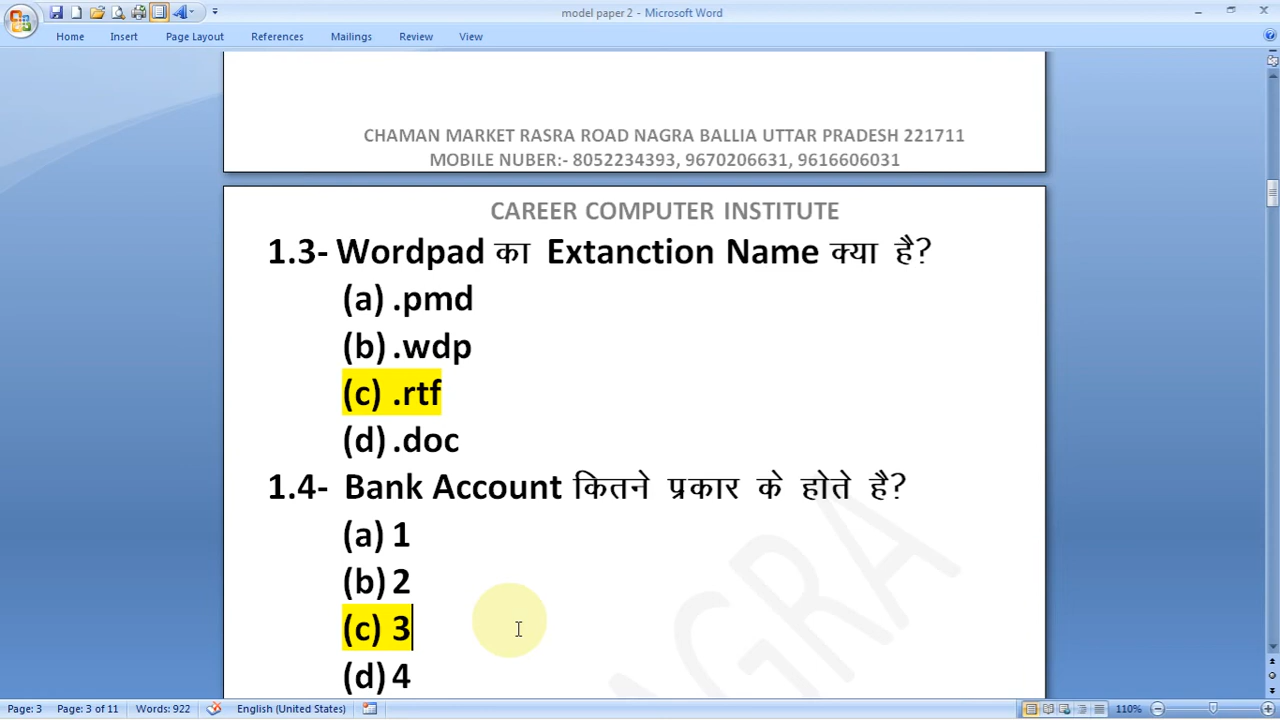 model paper 2 - Microsoft Word
Home Insert Page Layout References Mailings Review View
CHAMAN MARKET RASRA ROAD NAGRA BALLIA UTTAR PRADESH 221711
MOBILE NUBER:- 8052234393, 9670206631, 9616606031
CAREER COMPUTER INSTITUTE
1.3- Wordpad का Extanction Name क्या है?
(a) .pmd
(b) .wdp
(c) .rtf
(d) .doc
1.4- Bank Account कितने प्रकार के होते है?
(a) 1
(b) 2
(c) 3
(d) 4
AGRA
Page: 3 Page: 3 of 11 Words: 922 English (United States) 110%